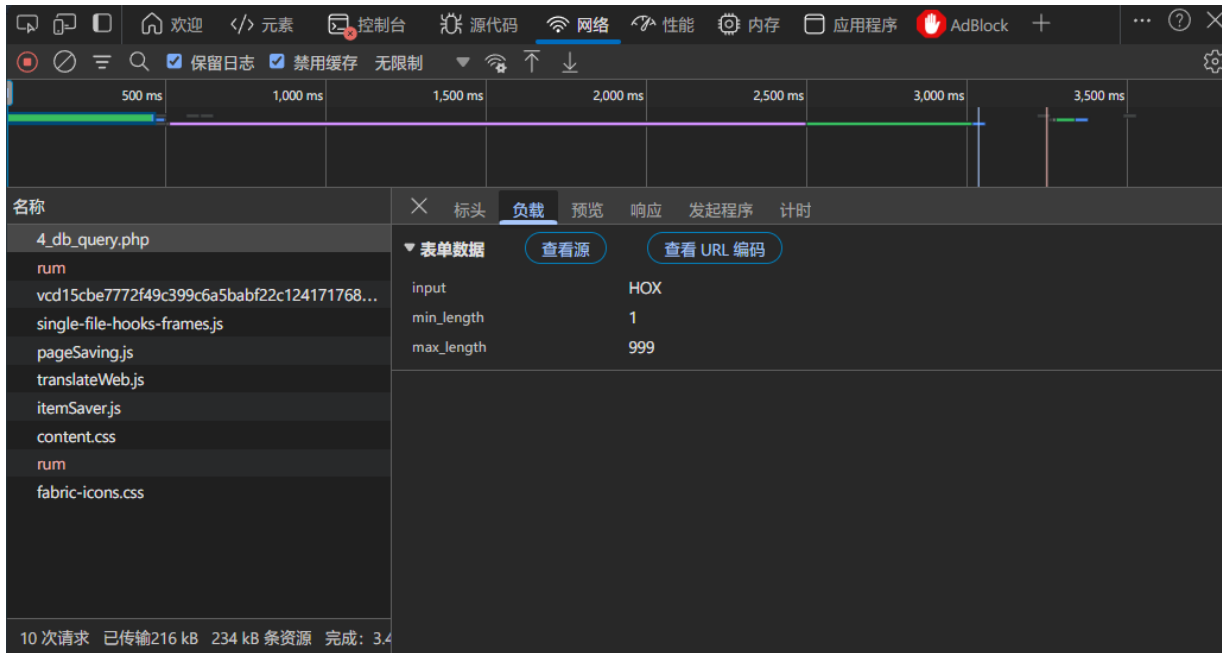 欢迎 </> 元素 控制台 源代码 网络 性能 内存 应用程序 AdBlock
保留日志 禁用缓存 无限制
500 ms 1,000 ms 1,500 ms 2,000 ms 2,500 ms 3,000 ms 3,500 ms
名称
标头 负载 预览 响应 发起程序 计时
4_db_query.php
rum
vcd15cbe7772f49c399c6a5babf22c124171768...
single-file-hooks-frames.js
pageSaving.js
translateWeb.js
itemSaver.js
content.css
rum
fabric-icons.css
表单数据 查看源 查看 URL 编码
input HOX
min_length 1
max_length 999
10 次请求 已传输216 kB 234 kB 条资源 完成：3.4